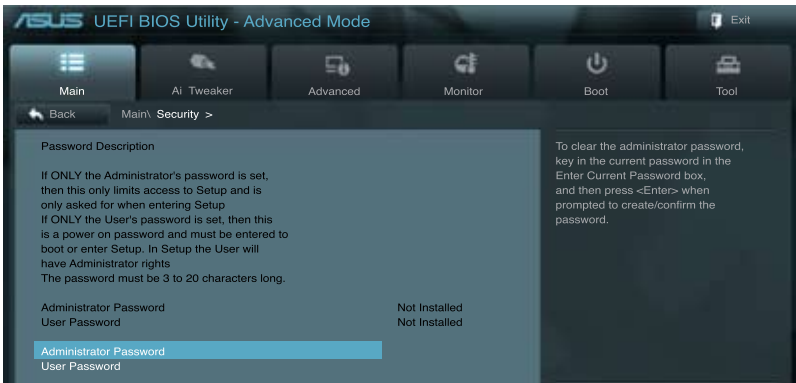 ASUS UEFI BIOS Utility - Advanced Mode
Exit
Main
Ai Tweaker
Advanced
Monitor
Boot
Tool
Back
Main\ Security >
Password Description
If ONLY the Administrator's password is set,
then this only limits access to Setup and is
only asked for when entering Setup
If ONLY the User's password is set, then this
is a power on password and must be entered to
boot or enter Setup. In Setup the User will
have Administrator rights
The password must be 3 to 20 characters long.
Administrator Password Not Installed
User Password Not Installed
Administrator Password
User Password
To clear the administrator password,
key in the current password in the
Enter Current Password box,
and then press <Enter> when
prompted to create/confirm the
password.